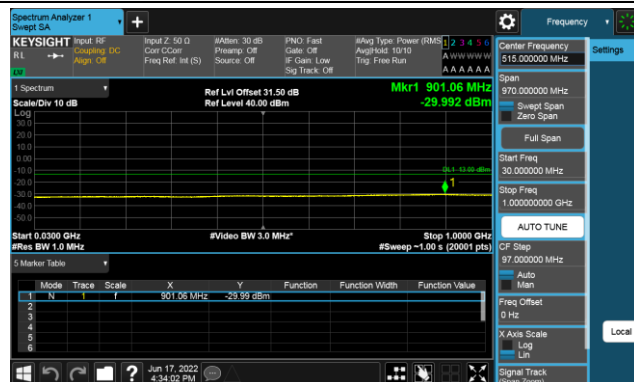 Spectrum Analyzer 1
Swept SA
Frequency
KEYSIGHT
RL
LV
Input: RF
Coupling: DC
Align: Off
Input Z: 50 Ω
Corr CCorr
Freq Ref: Int (S)
#Atten: 30 dB
Preamp: Off
Source: Off
PNO: Fast
Gate: Off
IF Gain: Low
Sig Track: Off
#Avg Type: Power (RMS
Avg|Hold: 10/10
Trig: Free Run
1 2 3 4 5 6
A W W W W W
A A A A A A
1 Spectrum
Scale/Div 10 dB
Log
Ref Lvl Offset 31.50 dB
Ref Level 40.00 dBm
Mkr1 901.06 MHz
-29.992 dBm
30.0
20.0
10.0
0.00
-10.0
-20.0
-30.0
-40.0
-50.0
DL1 -13.00 dBm
1
Start 0.0300 GHz
#Res BW 1.0 MHz
#Video BW 3.0 MHz*
Stop 1.0000 GHz
#Sweep ~1.00 s (20001 pts)
5 Marker Table
Mode Trace Scale X Y Function Function Width Function Value
1 N 1 f 901.06 MHz -29.99 dBm
2
3
4
5
6
Jun 17, 2022
4:34:02 PM
Center Frequency
515.000000 MHz
Settings
Span
970.000000 MHz
Swept Span
Zero Span
Full Span
Start Freq
30.000000 MHz
Stop Freq
1.000000000 GHz
AUTO TUNE
CF Step
97.000000 MHz
Auto
Man
Freq Offset
0 Hz
X Axis Scale
Log
Lin
Local
Signal Track
(Span Zoom)